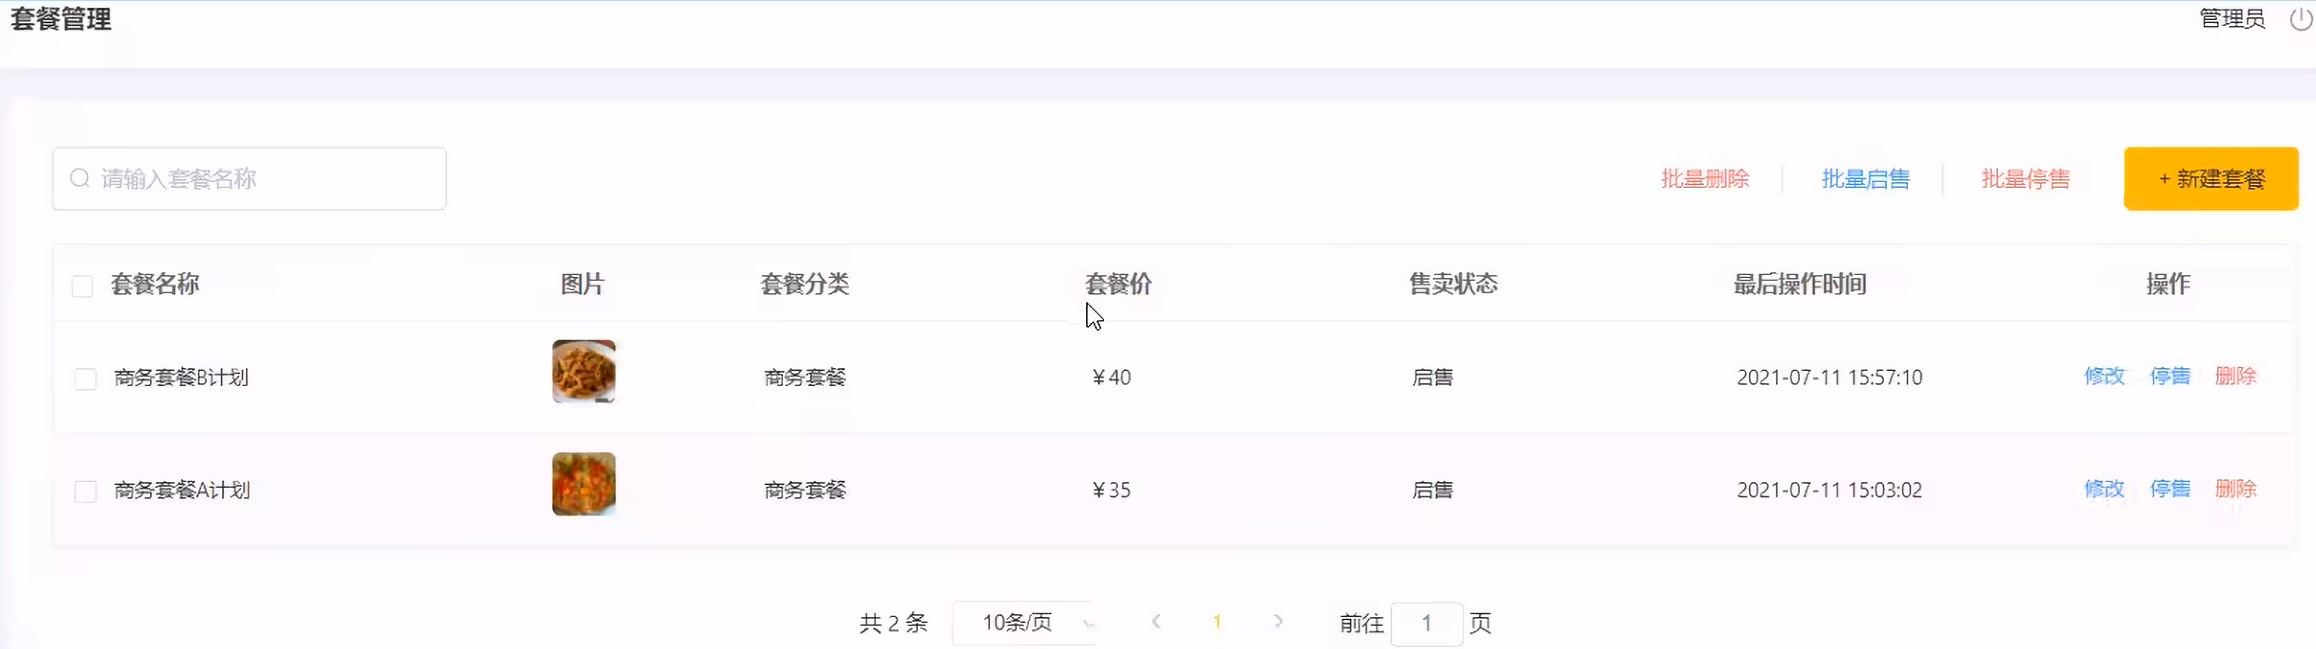 套餐管理 管理员
请输入套餐名称 批量删除 批量启售 批量停售 + 新建套餐
套餐名称 图片 套餐分类 套餐价 售卖状态 最后操作时间 操作
商务套餐B计划 商务套餐 ¥40 启售 2021-07-11 15:57:10 修改 停售 删除
商务套餐A计划 商务套餐 ¥35 启售 2021-07-11 15:03:02 修改 停售 删除
共 2 条 10条/页 1 前往 1 页